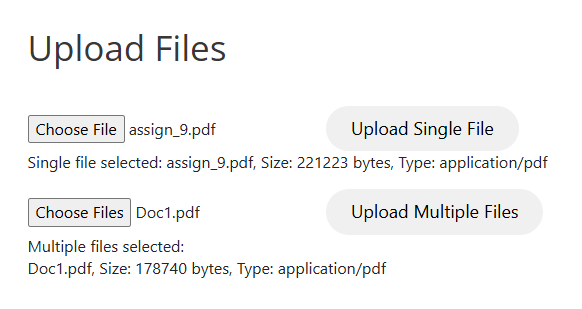 Upload Files
Choose File assign_9.pdf Upload Single File
Single file selected: assign_9.pdf, Size: 221223 bytes, Type: application/pdf
Choose Files Doc1.pdf Upload Multiple Files
Multiple files selected:
Doc1.pdf, Size: 178740 bytes, Type: application/pdf